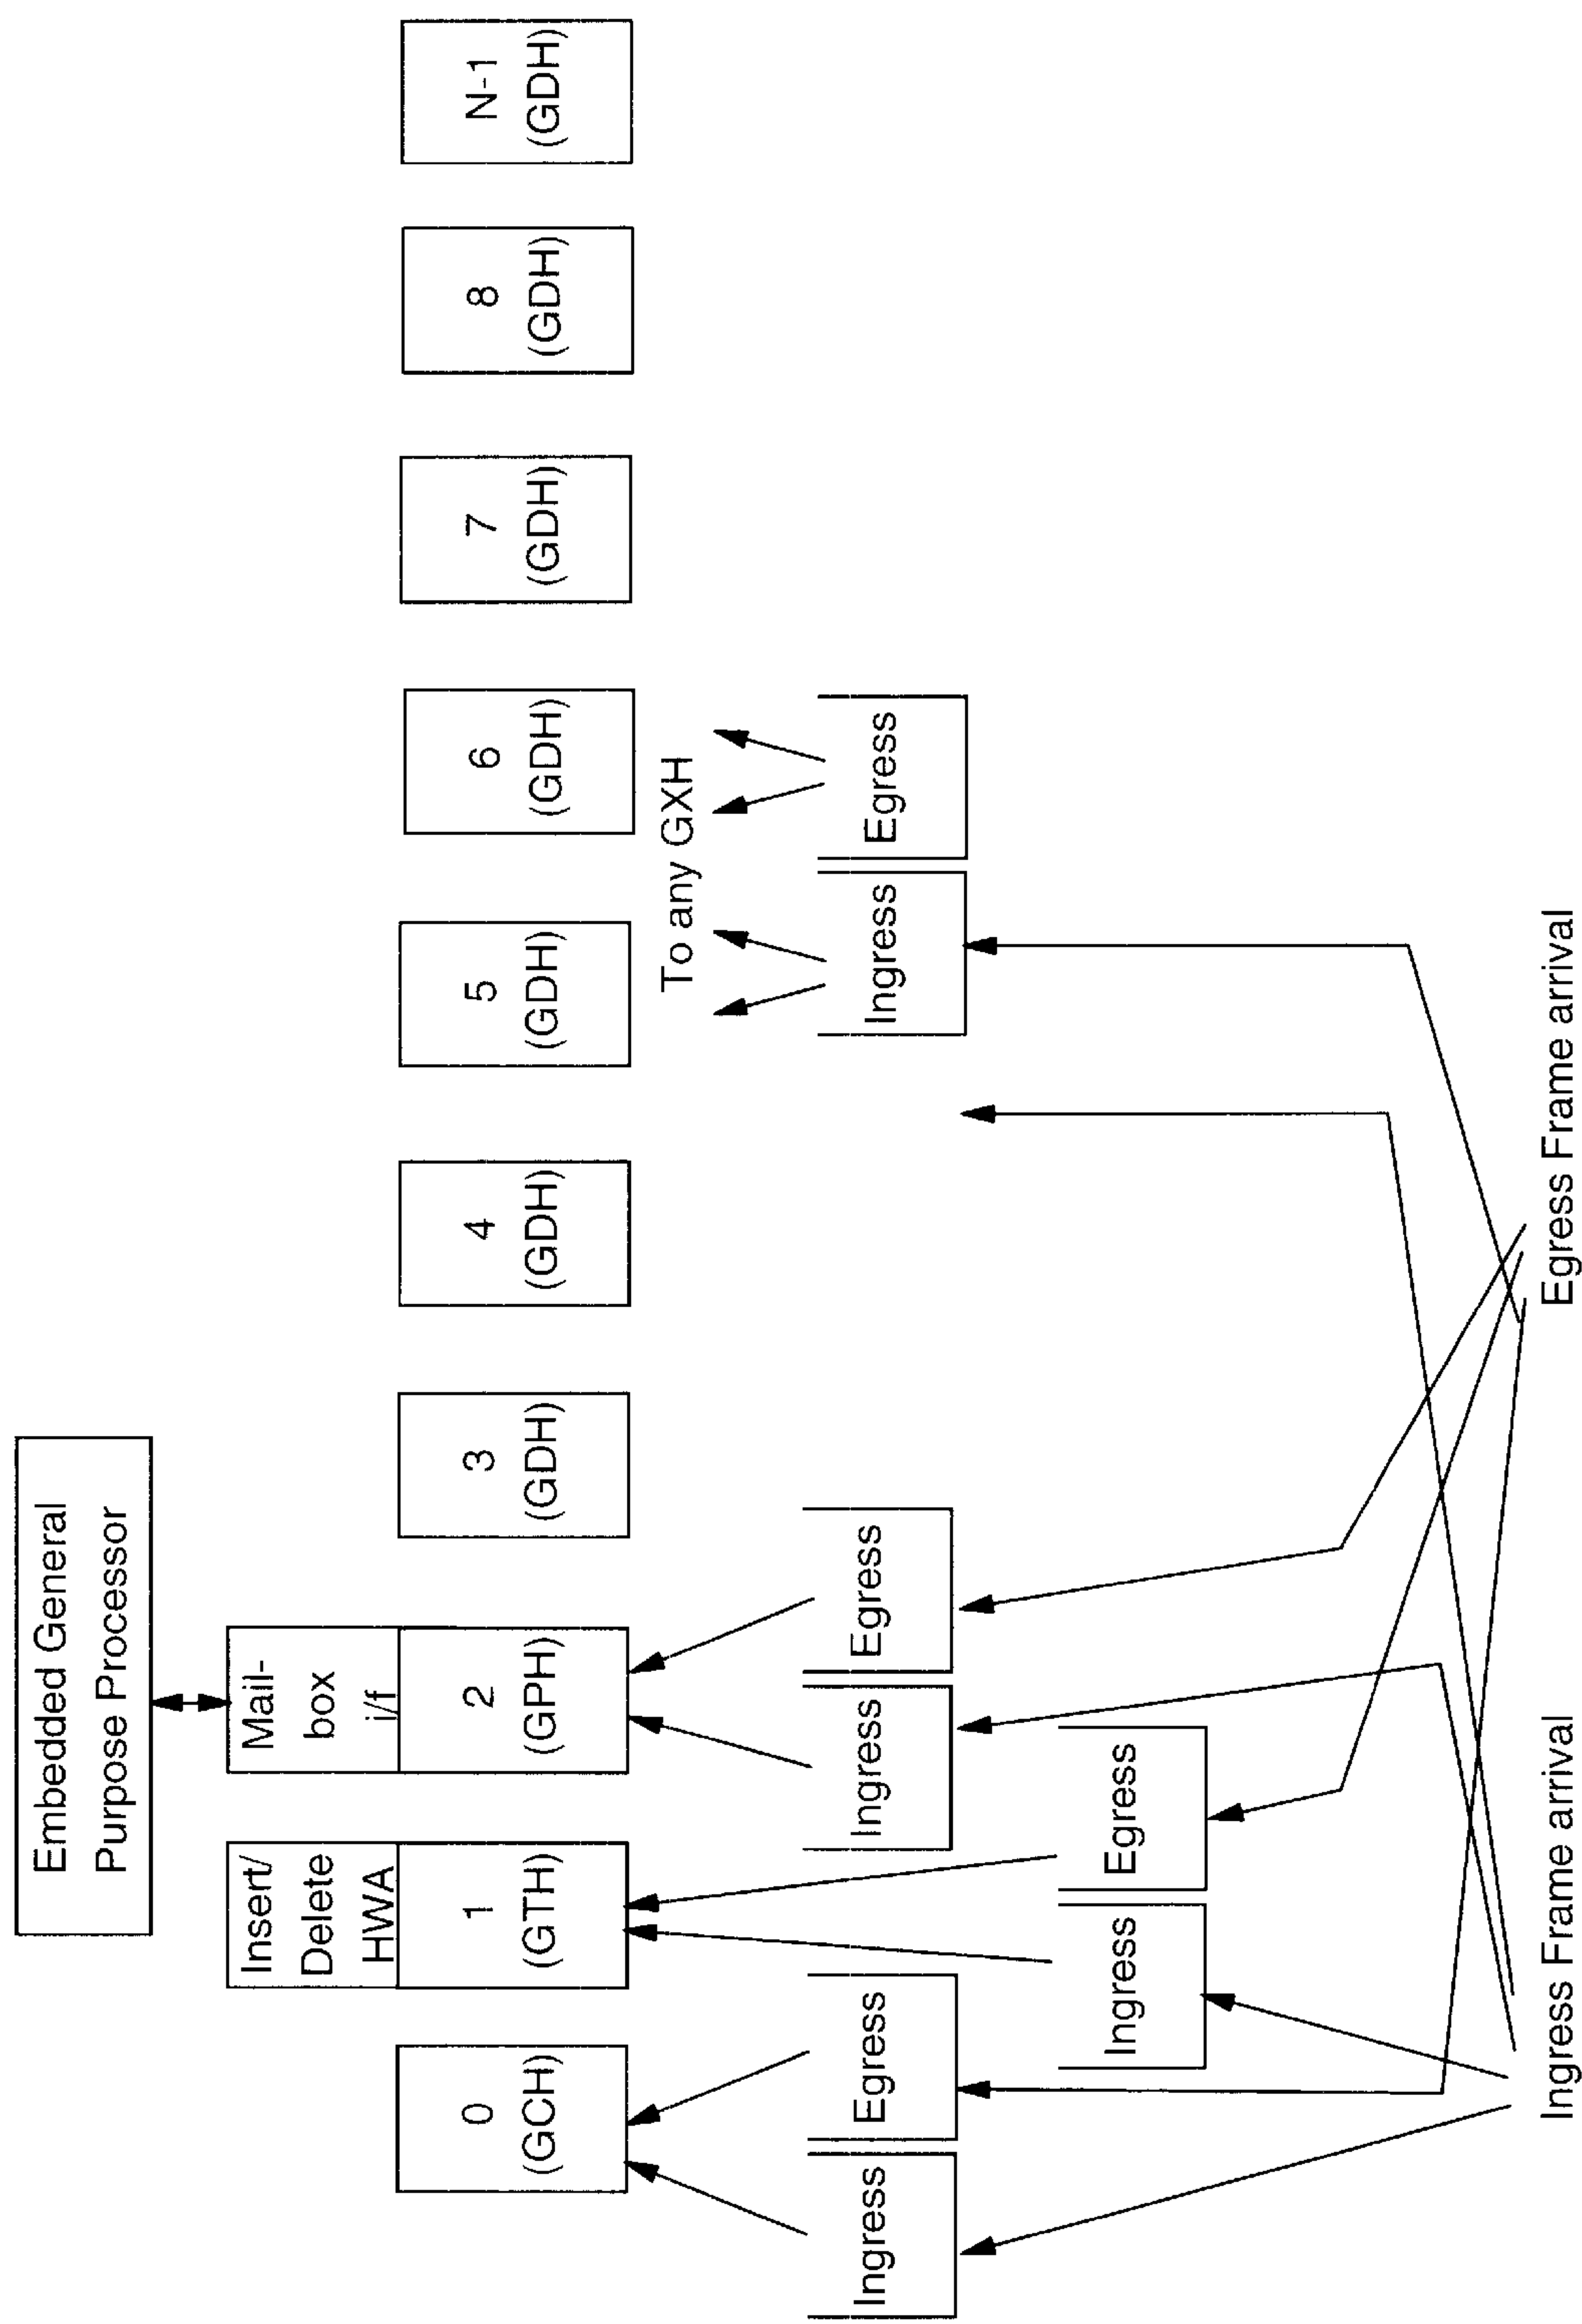 Embedded General
Purpose Processor
Insert/
Delete
HWA
Mail-
box
i/f
0
(GCH)
1
(GTH)
2
(GPH)
3
(GDH)
4
(GDH)
5
(GDH)
6
(GDH)
7
(GDH)
8
(GDH)
N-1
(GDH)
To any GXH
Ingress
Egress
Ingress
Egress
Ingress
Egress
Ingress
Egress
Ingress Frame arrival
Egress Frame arrival